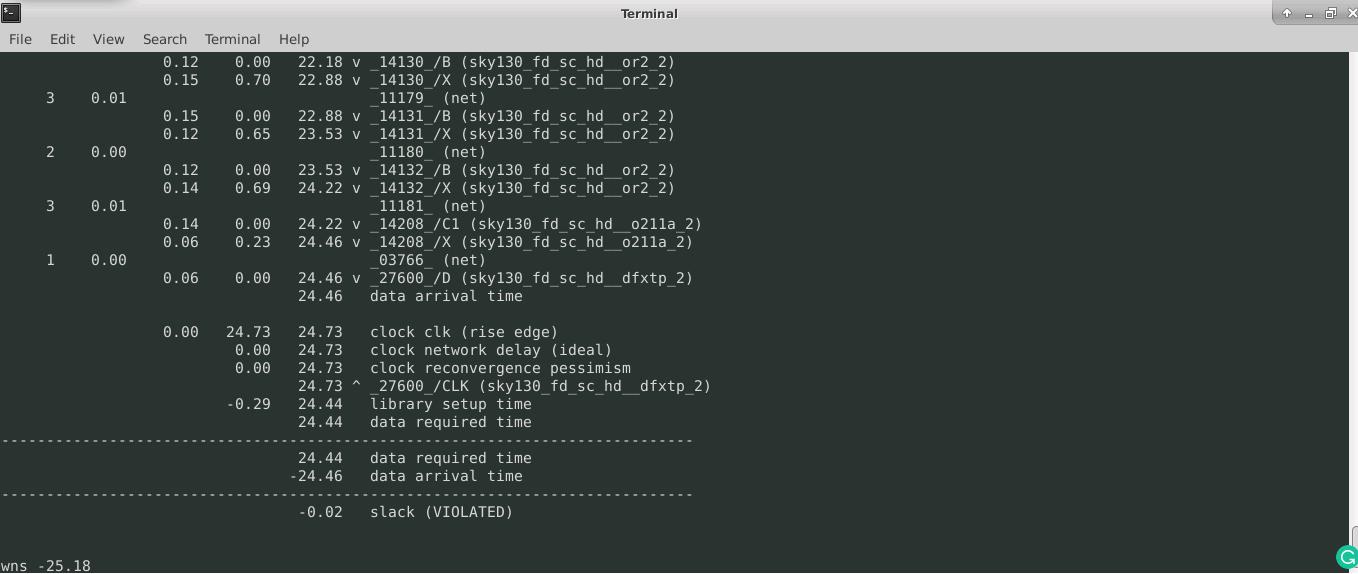 Terminal
File Edit View Search Terminal Help
0.12 0.00 22.18 v _14130_/B (sky130_fd_sc_hd__or2_2)
0.15 0.70 22.88 v _14130_/X (sky130_fd_sc_hd__or2_2)
3 0.01 _11179_ (net)
0.15 0.00 22.88 v _14131_/B (sky130_fd_sc_hd__or2_2)
0.12 0.65 23.53 v _14131_/X (sky130_fd_sc_hd__or2_2)
2 0.00 _11180_ (net)
0.12 0.00 23.53 v _14132_/B (sky130_fd_sc_hd__or2_2)
0.14 0.69 24.22 v _14132_/X (sky130_fd_sc_hd__or2_2)
3 0.01 _11181_ (net)
0.14 0.00 24.22 v _14208_/C1 (sky130_fd_sc_hd__o211a_2)
0.06 0.23 24.46 v _14208_/X (sky130_fd_sc_hd__o211a_2)
1 0.00 _03766_ (net)
0.06 0.00 24.46 v _27600_/D (sky130_fd_sc_hd__dfxtp_2)
24.46 data arrival time
0.00 24.73 24.73 clock clk (rise edge)
0.00 24.73 clock network delay (ideal)
0.00 24.73 clock reconvergence pessimism
24.73 ^ _27600_/CLK (sky130_fd_sc_hd__dfxtp_2)
-0.29 24.44 library setup time
24.44 data required time
-----------------------------------------------------------------------------
24.44 data required time
-24.46 data arrival time
-----------------------------------------------------------------------------
-0.02 slack (VIOLATED)
wns -25.18